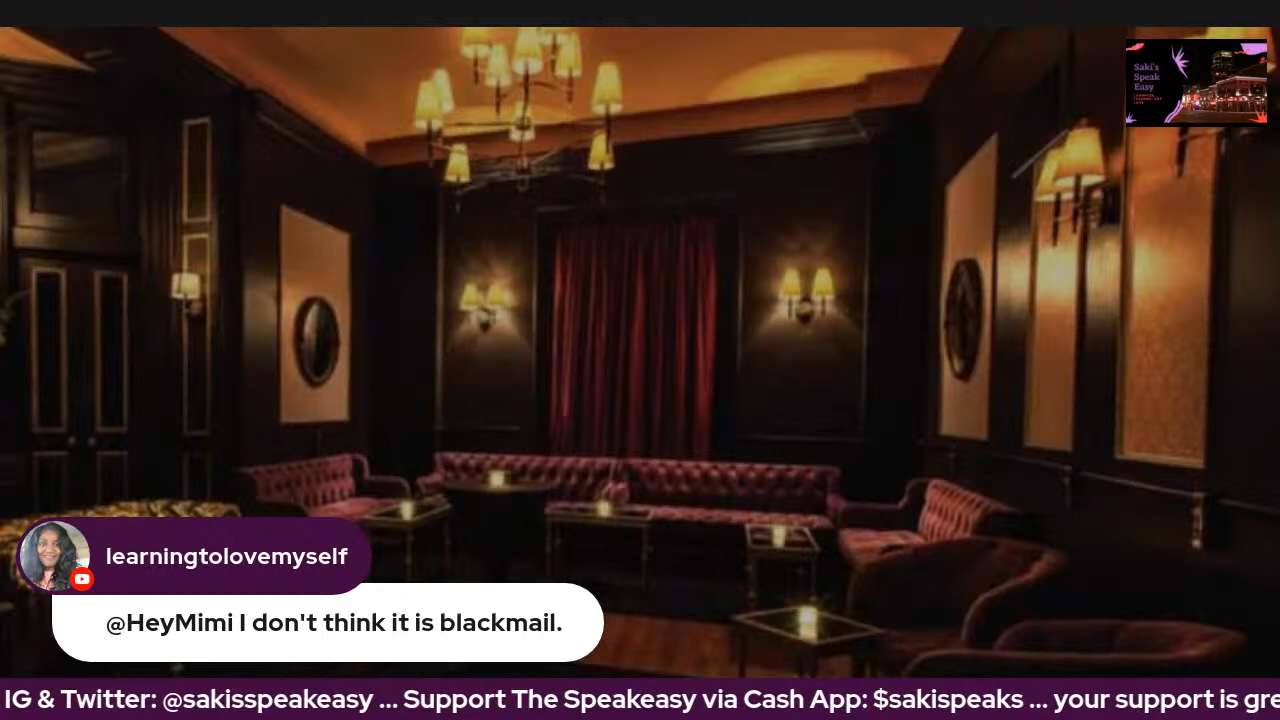 Saki's
Speak
Easy
learningtolovemyself
@HeyMimi I don't think it is blackmail.
IG & Twitter: @sakisspeakeasy ... Support The Speakeasy via Cash App: $sakispeaks ... your support is gre